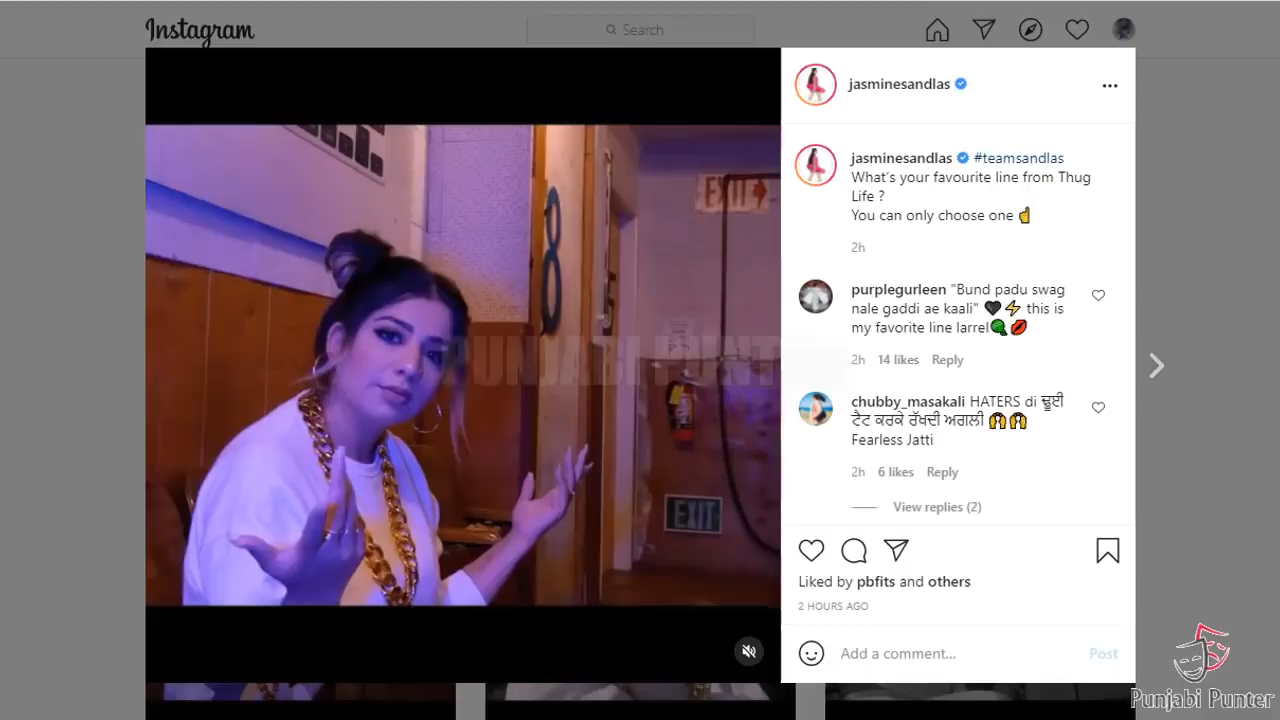 Instagram
Search
jasminesandlas
jasminesandlas #teamsandlas
What's your favourite line from Thug
Life ?
You can only choose one
2h
purplegurleen "Bund padu swag
nale gaddi ae kaali" this is
my favorite line larrel
2h 14 likes Reply
chubby_masakali HATERS di ਢੂਈ
ਟੈਟ ਕਰਕੇ ਰੱਖਦੀ ਅਗਲੀ
Fearless Jatti
2h 6 likes Reply
View replies (2)
Liked by pbfits and others
2 HOURS AGO
Add a comment... Post
EXIT
8
PUNJABI PUNT
EXIT
Punjabi Punter